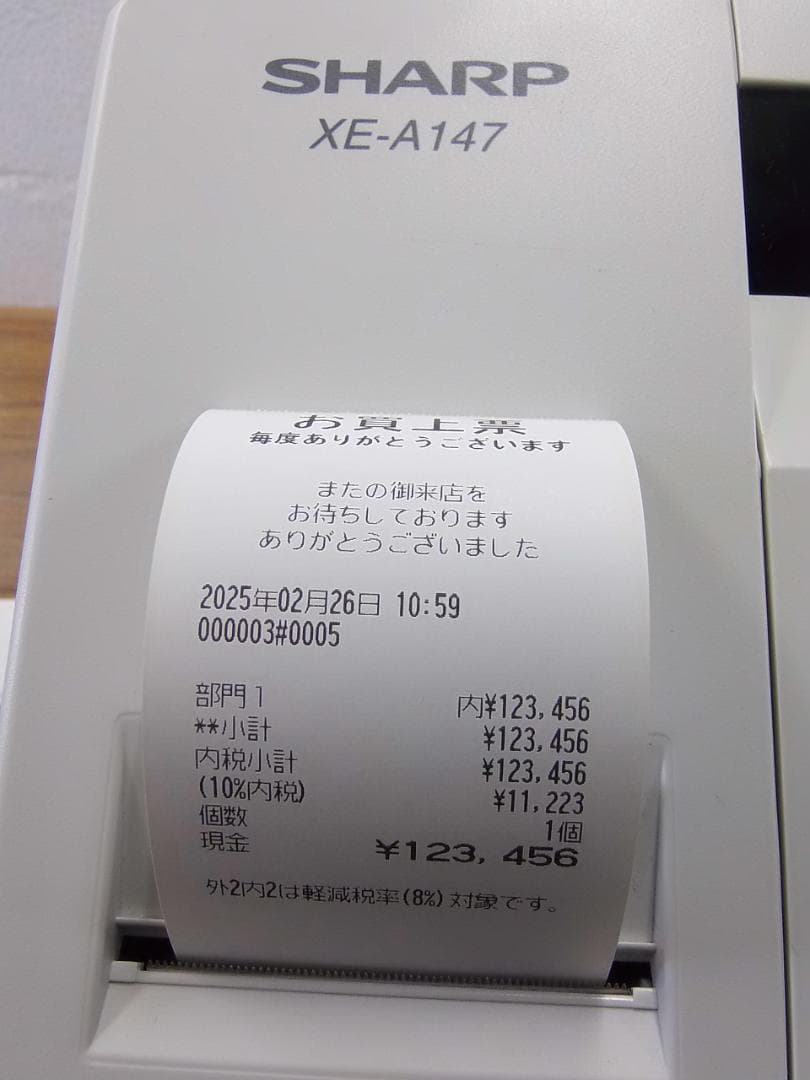 SHARP
XE-A147
お買上票
毎度ありがとうございます
またの御来店を
お待ちしております
ありがとうございました
2025年02月26日 10:59
000003#0005
部門1 内¥123,456
**小計 ¥123,456
内税小計 ¥123,456
(10%内税) ¥11,223
個数 1個
現金 ¥123,456
外2内2は軽減税率(8%)対象です。